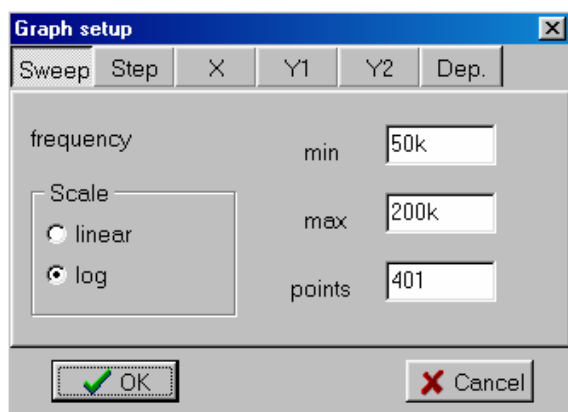 Graph setup
Sweep Step X Y1 Y2 Dep.
frequency
min 50k
Scale
linear
max 200k
log
points 401
OK Cancel